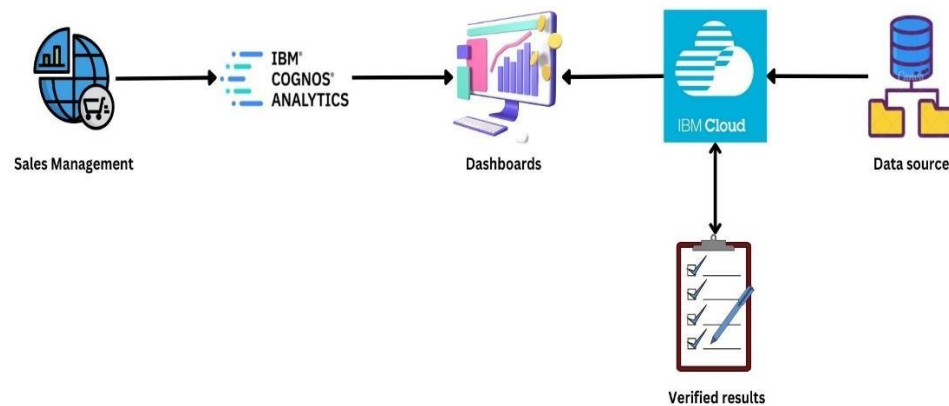 IBM®
COGNOS®
ANALYTICS
IBM Cloud
Sales Management
Dashboards
Data source
Verified results